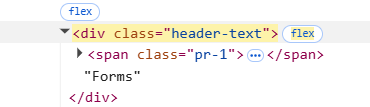 flex
<div class="header-text"> flex
<span class="pr-1"> … </span>
"Forms"
</div>